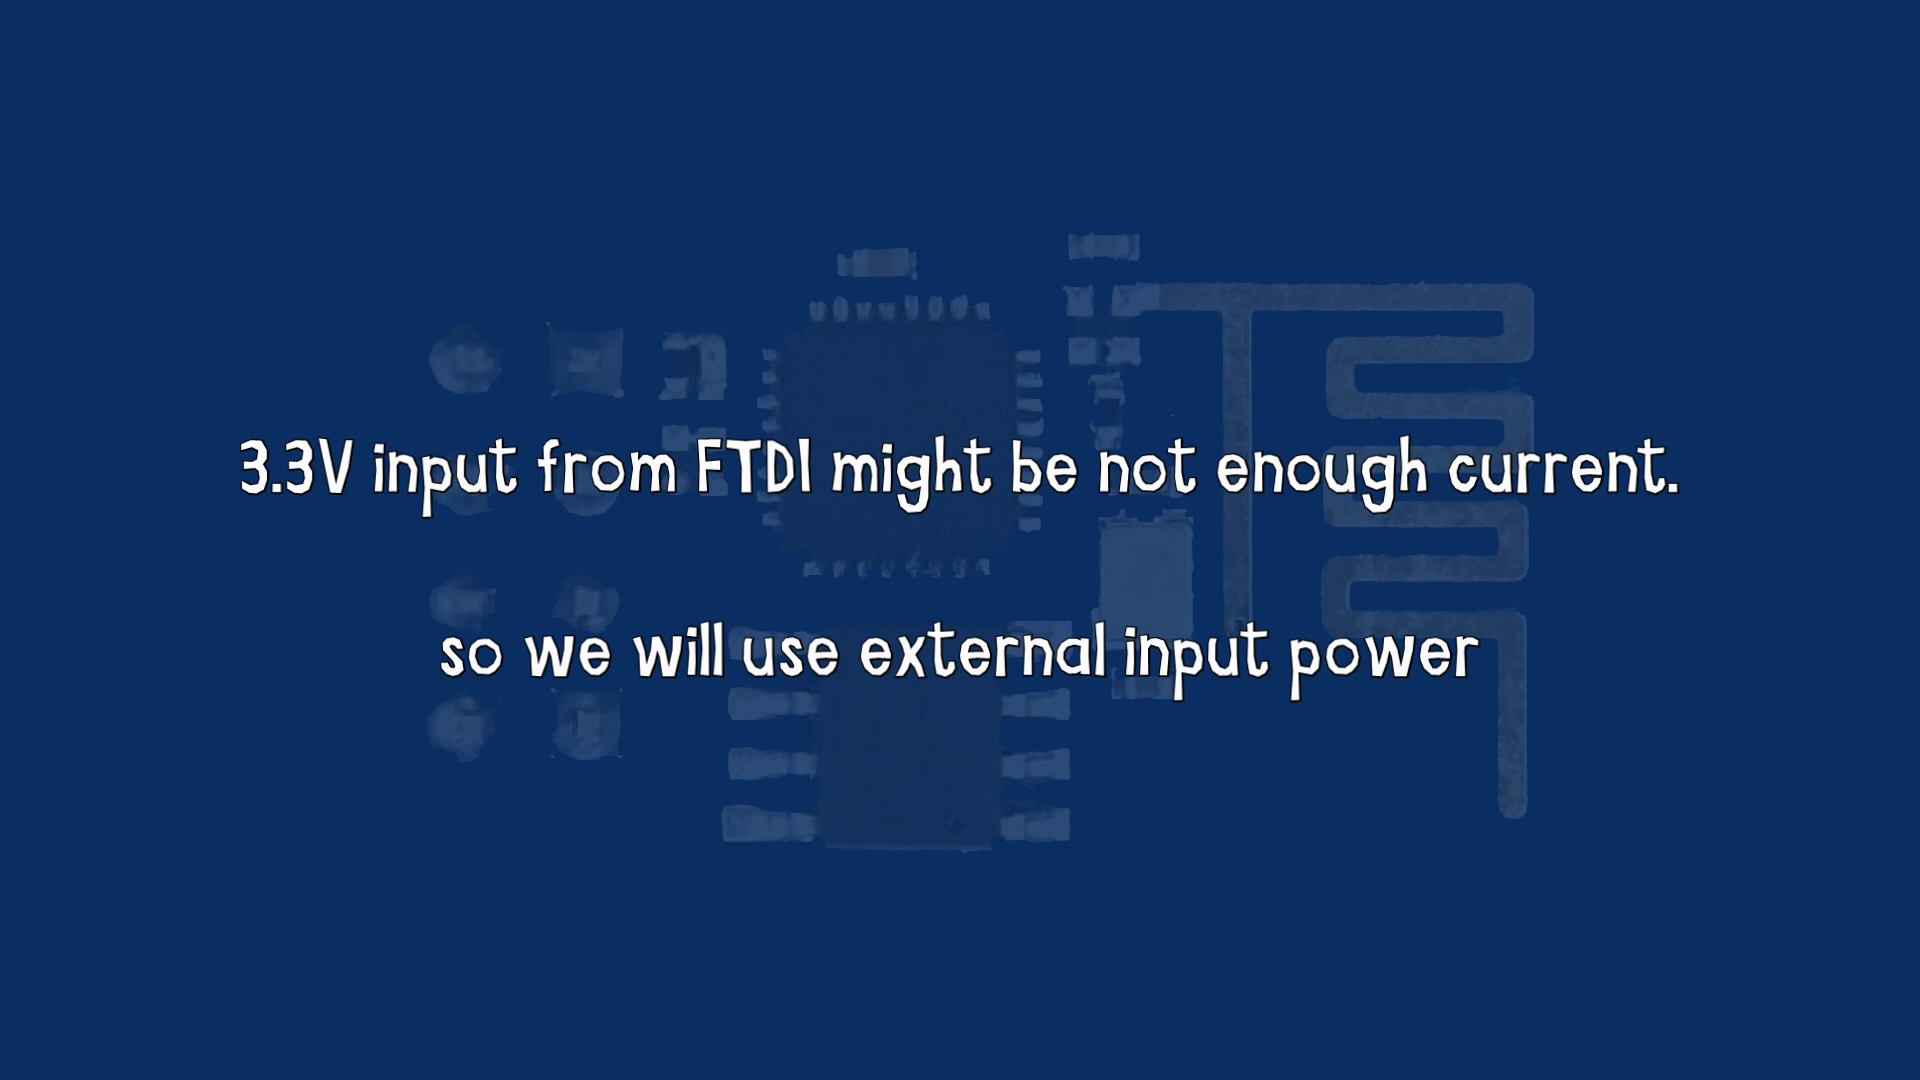 3.3V input from FTDI might be not enough current.
so we will use external input power